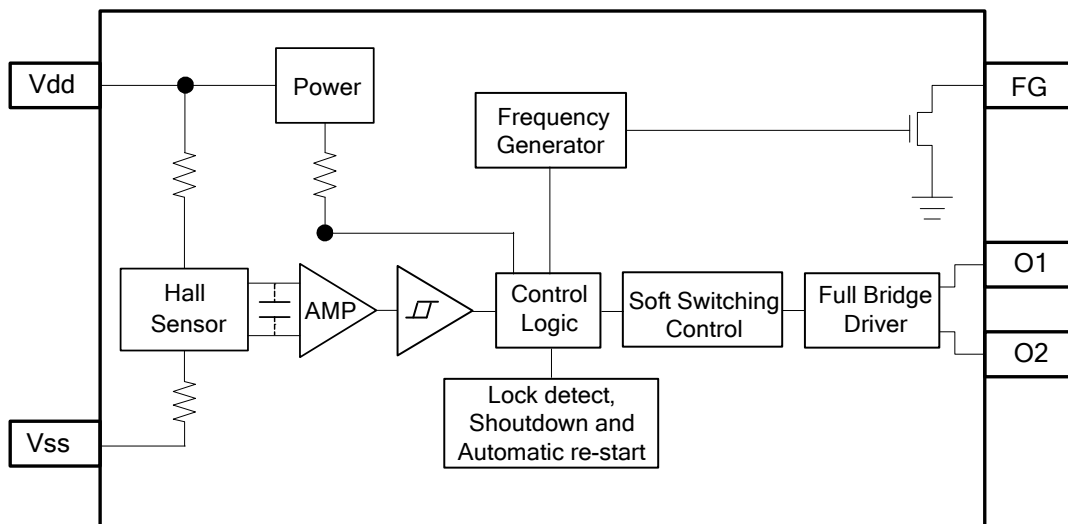 Vdd
Power
FG
Frequency
Generator
Hall
Sensor
AMP
Control
Logic
Soft Switching
Control
Full Bridge
Driver
O1
O2
Lock detect,
Shoutdown and
Automatic re-start
Vss